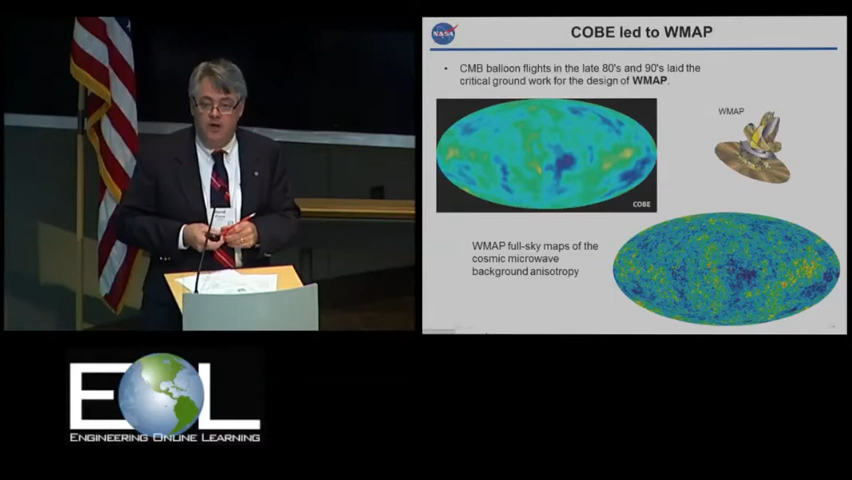 NASA
COBE led to WMAP
• CMB balloon flights in the late 80's and 90's laid the
critical ground work for the design of WMAP.
WMAP
COBE
WMAP full-sky maps of the
cosmic microwave
background anisotropy
EOL
ENGINEERING ONLINE LEARNING